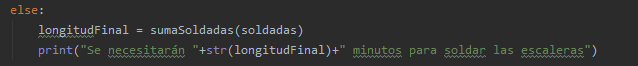 else:
longitudFinal = sumaSoldadas(soldadas)
print("Se necesitarán "+str(longitudFinal)+" minutos para soldar las escaleras")